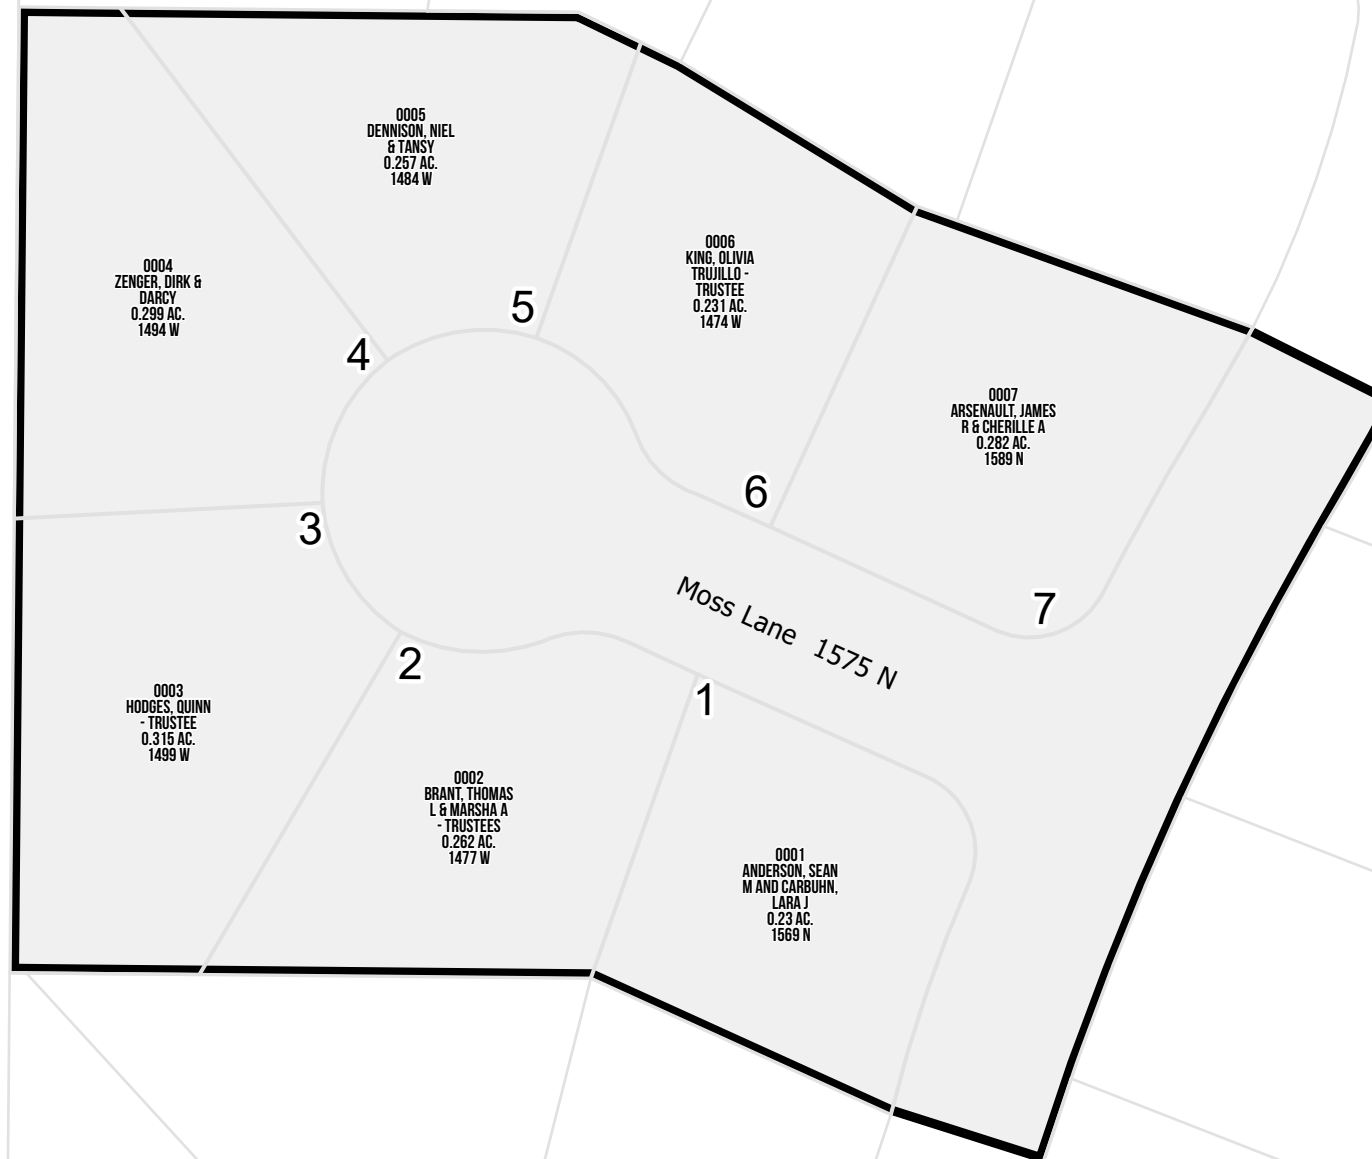 0005
DENNISON, NIEL
& TANSY
0.257 AC.
1484 W
0006
KING, OLIVIA
TRUJILLO -
TRUSTEE
0.231 AC.
1474 W
0004
ZENGER, DIRK &
DARCY
0.299 AC.
1494 W
5
4
0007
ARSENAULT, JAMES
R & CHERILLE A
0.282 AC.
1589 N
6
3
7
Moss Lane 1575 N
2
1
0003
HODGES, QUINN
- TRUSTEE
0.315 AC.
1499 W
0002
BRANT, THOMAS
L & MARSHA A
- TRUSTEES
0.262 AC.
1477 W
0001
ANDERSON, SEAN
M AND CARBUHN,
LARA J
0.23 AC.
1569 N